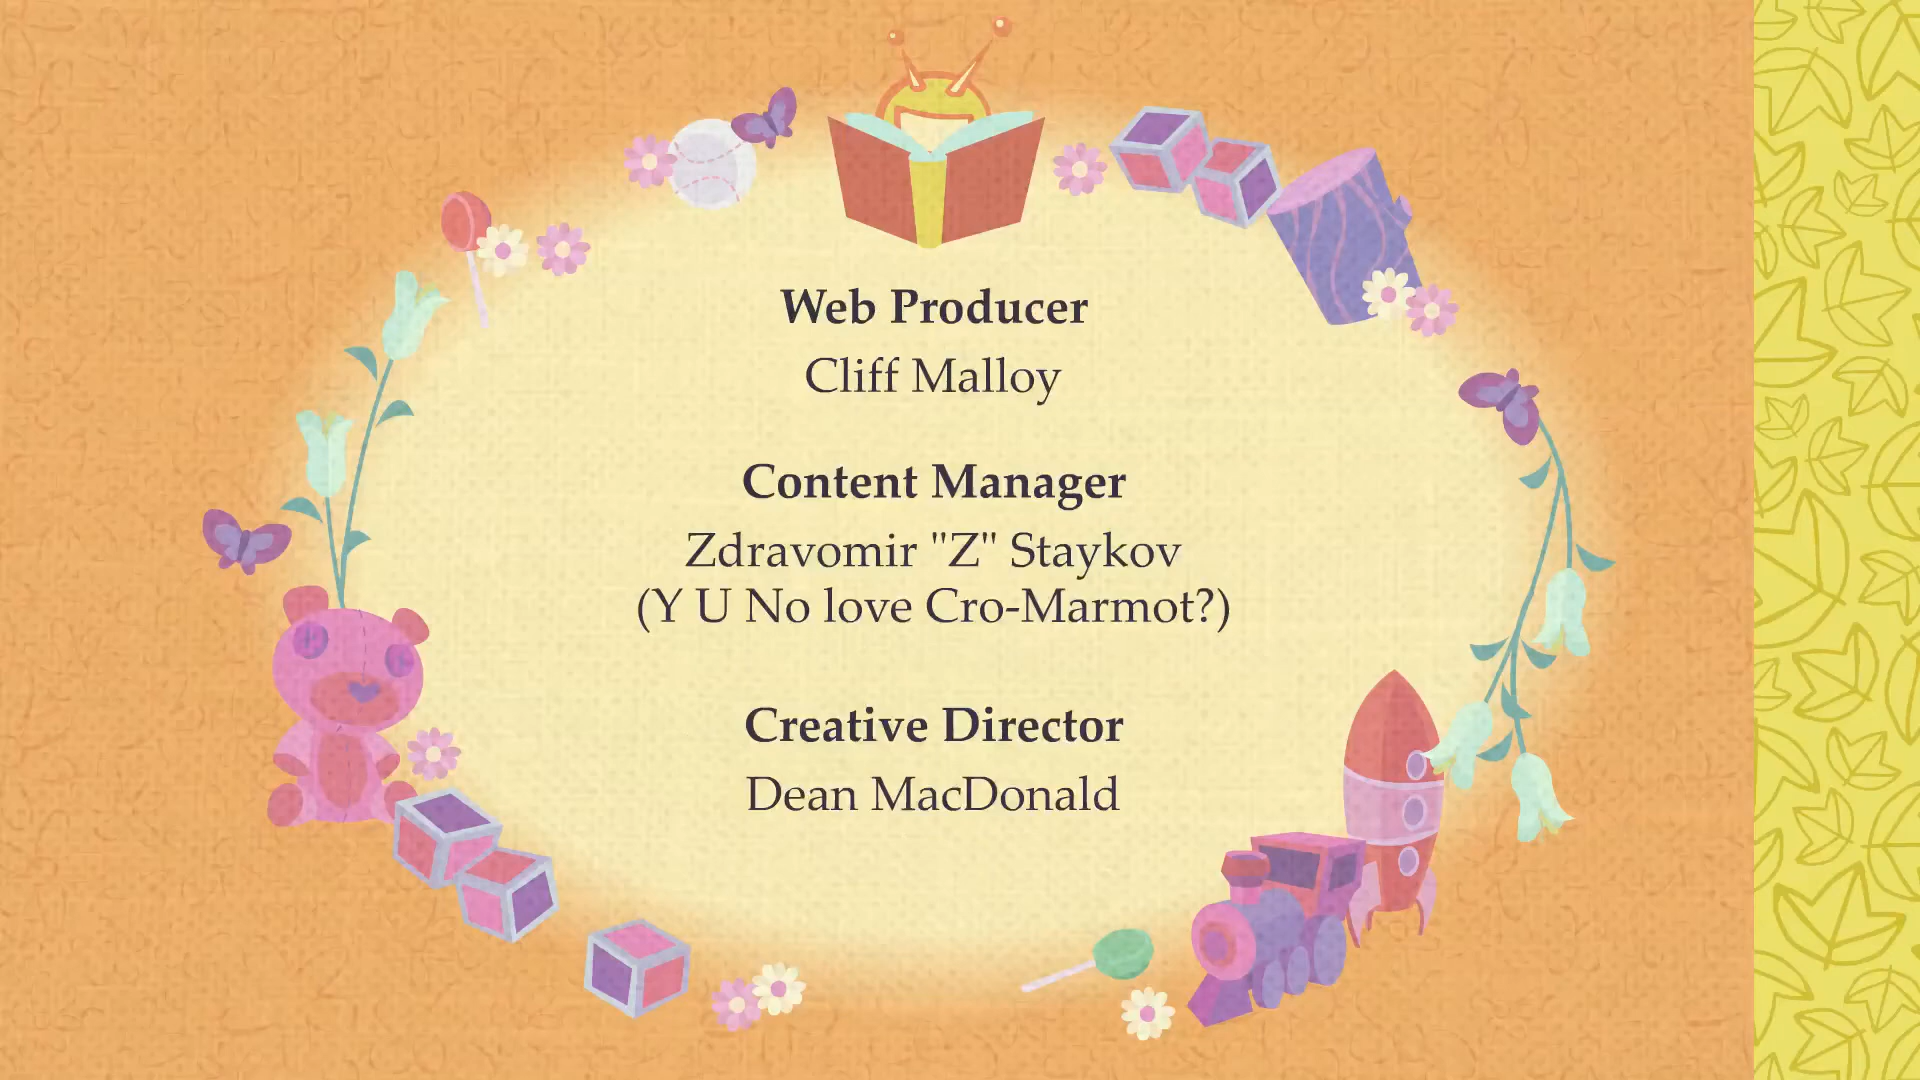 Web Producer
Cliff Malloy
Content Manager
Zdravomir "Z" Staykov
(Y U No love Cro-Marmot?)
Creative Director
Dean MacDonald